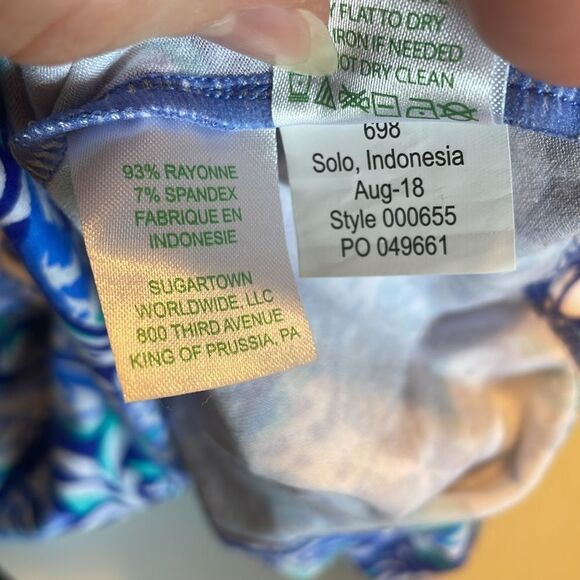 FLAT TO DRY
IRON IF NEEDED
NOT DRY CLEAN
698
Solo, Indonesia
Aug-18
Style 000655
PO 049661
93% RAYONNE
7% SPANDEX
FABRIQUE EN
INDONESIE
SUGARTOWN
WORLDWIDE, LLC
800 THIRD AVENUE
KING OF PRUSSIA, PA